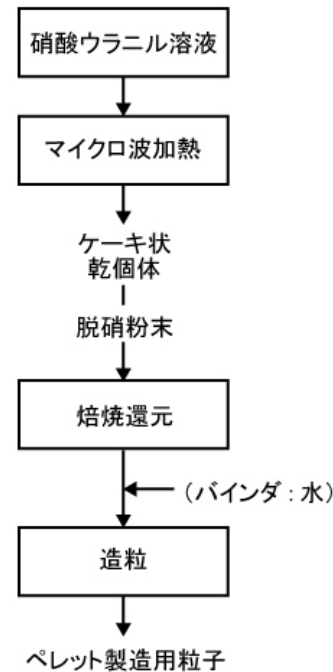 硝酸ウラニル溶液
マイクロ波加熱
ケーキ状
乾個体
脱硝粉末
焙焼還元
(バインダ:水)
造粒
ペレット製造用粒子